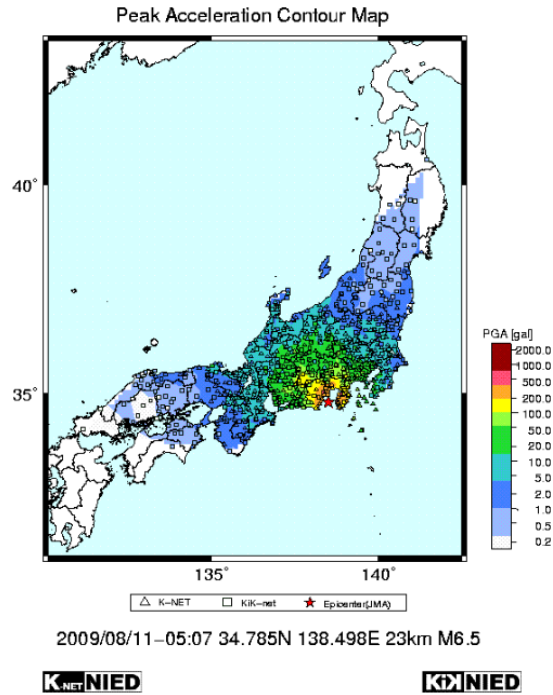 Peak Acceleration Contour Map
40°
35°
135°
140°
PGA [gal]
2000.0
1000.0
500.0
200.0
100.0
50.0
20.0
10.0
5.0
2.0
1.0
0.5
0.2
K-NET
KiK-net
Epicenter(JMA)
2009/08/11-05:07 34.785N 138.498E 23km M6.5
K-NET NIED
KiK NIED